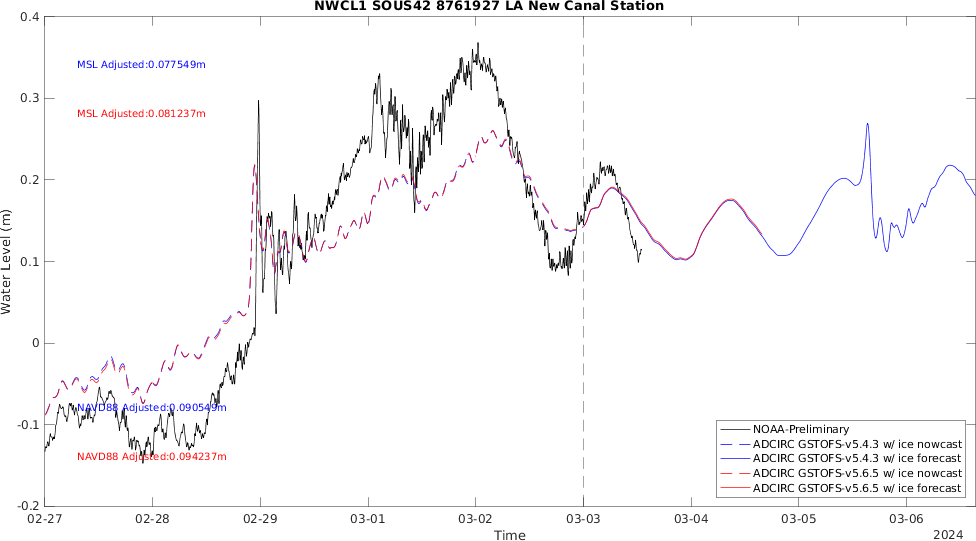 NWCL1 SOUS42 8761927 LA New Canal Station
Water Level (m)
0.4
0.3
0.2
0.1
0
-0.1
-0.2
MSL Adjusted:0.077549m
MSL Adjusted:0.081237m
NAVD88 Adjusted:0.090549m
NAVD88 Adjusted:0.094237m
NOAA-Preliminary
ADCIRC GSTOFS-v5.4.3 w/ ice nowcast
ADCIRC GSTOFS-v5.4.3 w/ ice forecast
ADCIRC GSTOFS-v5.6.5 w/ ice nowcast
ADCIRC GSTOFS-v5.6.5 w/ ice forecast
02-27 02-28 02-29 03-01 03-02 03-03 03-04 03-05 03-06
Time
2024